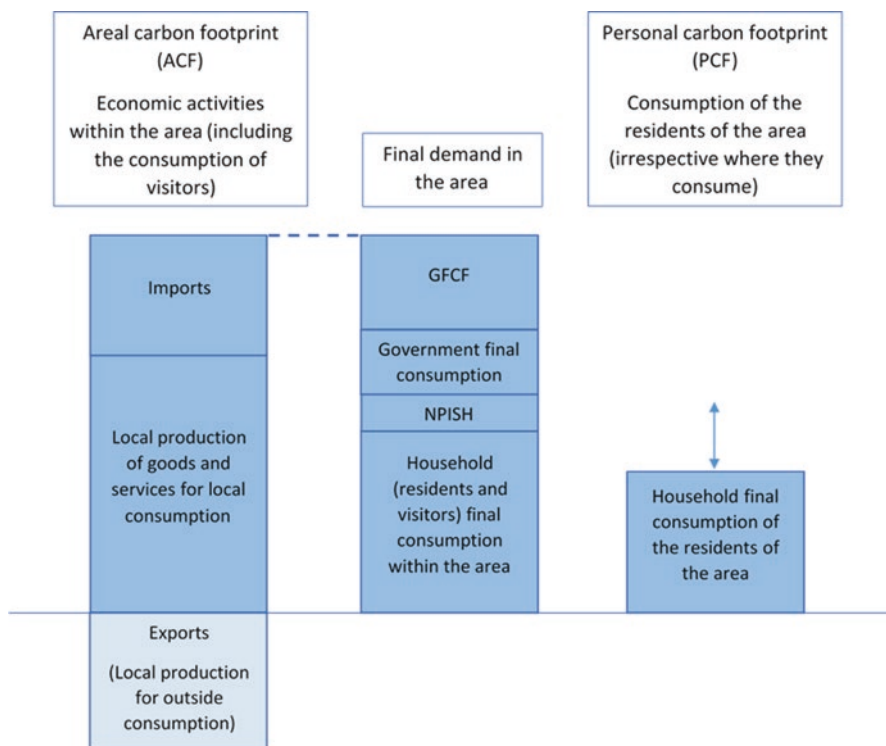 Areal carbon footprint
(ACF)
Economic activities
within the area (including
the consumption of
visitors)
Final demand in
the area
Personal carbon footprint
(PCF)
Consumption of the
residents of the area
(irrespective where they
consume)
Imports
Local production
of goods and
services for local
consumption
Exports
(Local production
for outside
consumption)
GFCF
Government final
consumption
NPISH
Household
(residents and
visitors) final
consumption
within the area
Household final
consumption of
the residents of
the area